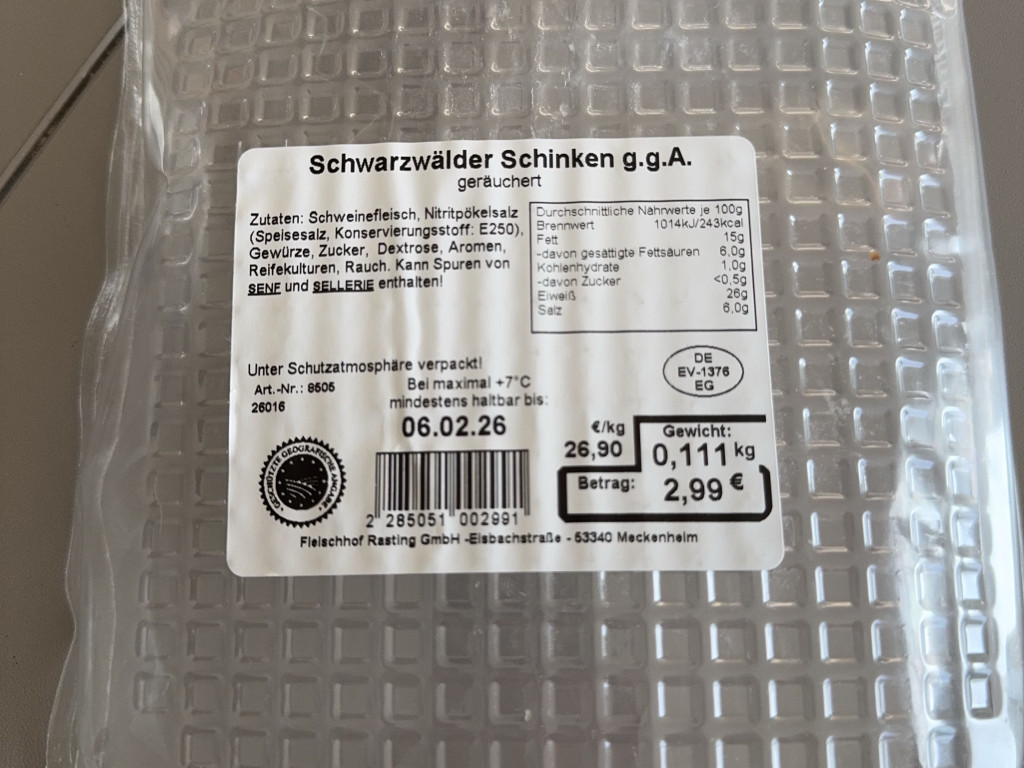 Schwarzwälder Schinken g.g.A.
geräuchert
Zutaten: Schweinefleisch, Nitritpökelsalz
(Speisesalz, Konservierungsstoff: E250),
Gewürze, Zucker, Dextrose, Aromen,
Reifekulturen, Rauch. Kann Spuren von
SENF und SELLERIE enthalten!
Durchschnittliche Nährwerte je 100g
Brennwert 1014kJ/243kcal
Fett 15g
-davon gesättigte Fettsäuren 6,0g
Kohlenhydrate 1,0g
-davon Zucker <0,5g
Eiweiß 26g
Salz 6,0g
Unter Schutzatmosphäre verpackt!
Art.-Nr.: 8505
26016
Bei maximal +7°C
mindestens haltbar bis:
06.02.26
DE
EV-1376
EG
€/kg
26,90
Gewicht:
0,111 kg
Betrag: 2,99 €
GESCHÜTZTE GEOGRAFISCHE ANGABE
2 285051 002991
Fleischhof Rasting GmbH -Elsbachstraße - 53340 Meckenheim